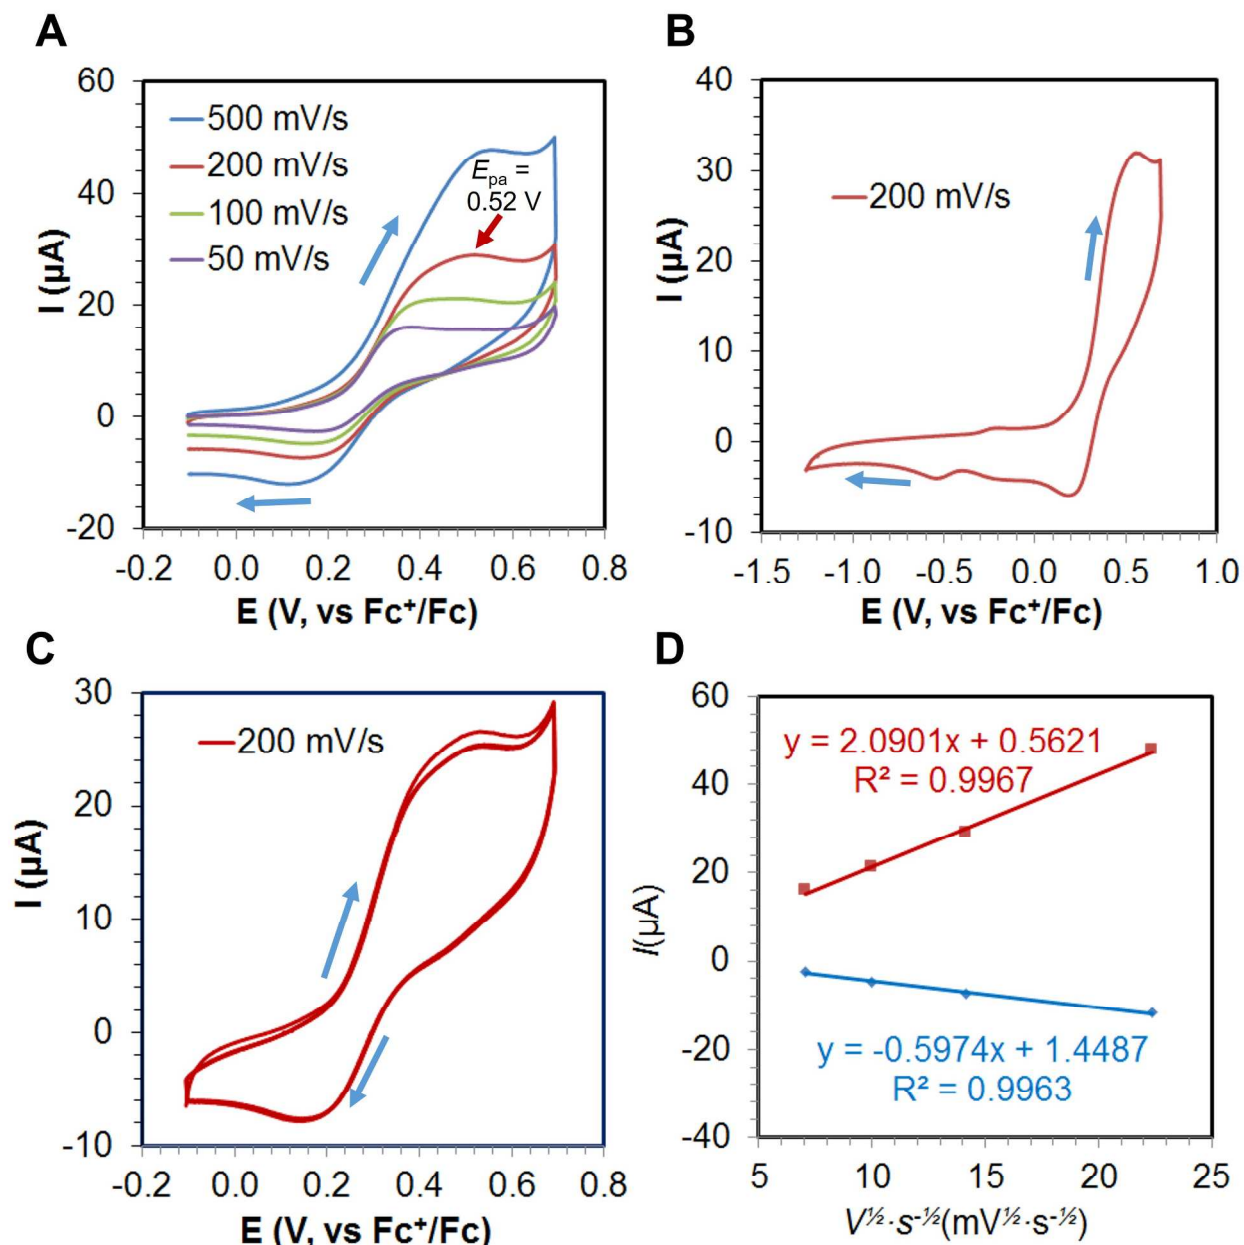 A
60
40
20
0
-20
I (µA)
500 mV/s
200 mV/s
100 mV/s
50 mV/s
Epa =
0.52 V
-0.2 0.0 0.2 0.4 0.6 0.8
E (V, vs Fc⁺/Fc)
B
40
30
20
10
0
-10
I (µA)
200 mV/s
-1.5 -1.0 -0.5 0.0 0.5 1.0
E (V, vs Fc⁺/Fc)
C
30
20
10
0
-10
I (µA)
200 mV/s
-0.2 0.0 0.2 0.4 0.6 0.8
E (V, vs Fc⁺/Fc)
D
60
40
20
0
-20
-40
I(µA)
y = 2.0901x + 0.5621
R² = 0.9967
y = -0.5974x + 1.4487
R² = 0.9963
5 10 15 20 25
V½·s-½(mV½·s-½)